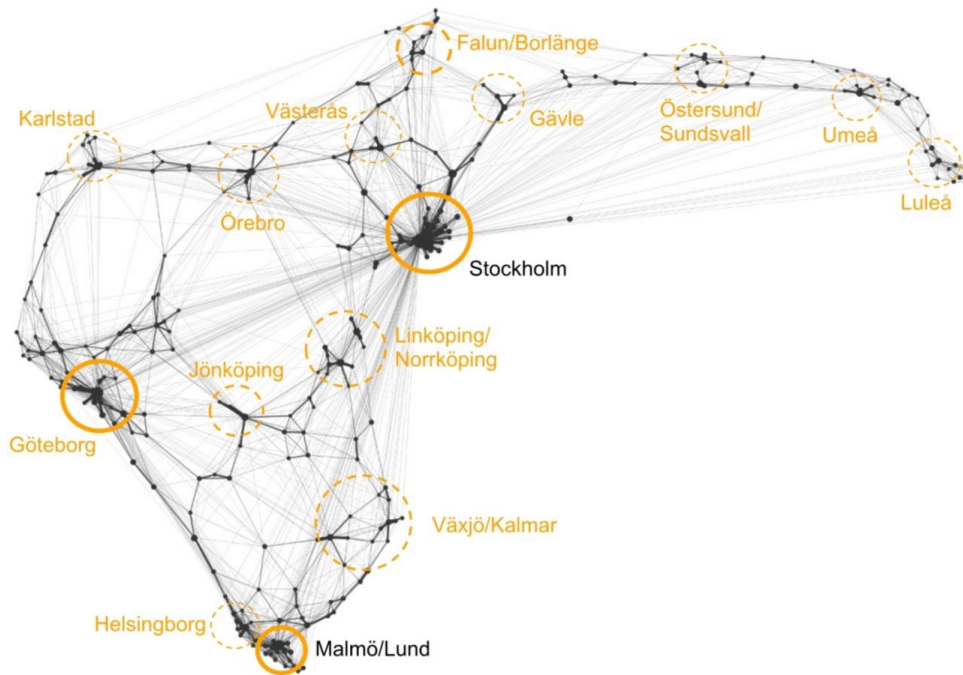 Falun/Borlänge
Karlstad
Västerås
Gävle
Östersund/
Sundsvall
Umeå
Luleå
Örebro
Stockholm
Linköping/
Norrköping
Jönköping
Göteborg
Växjö/Kalmar
Helsingborg
Malmö/Lund